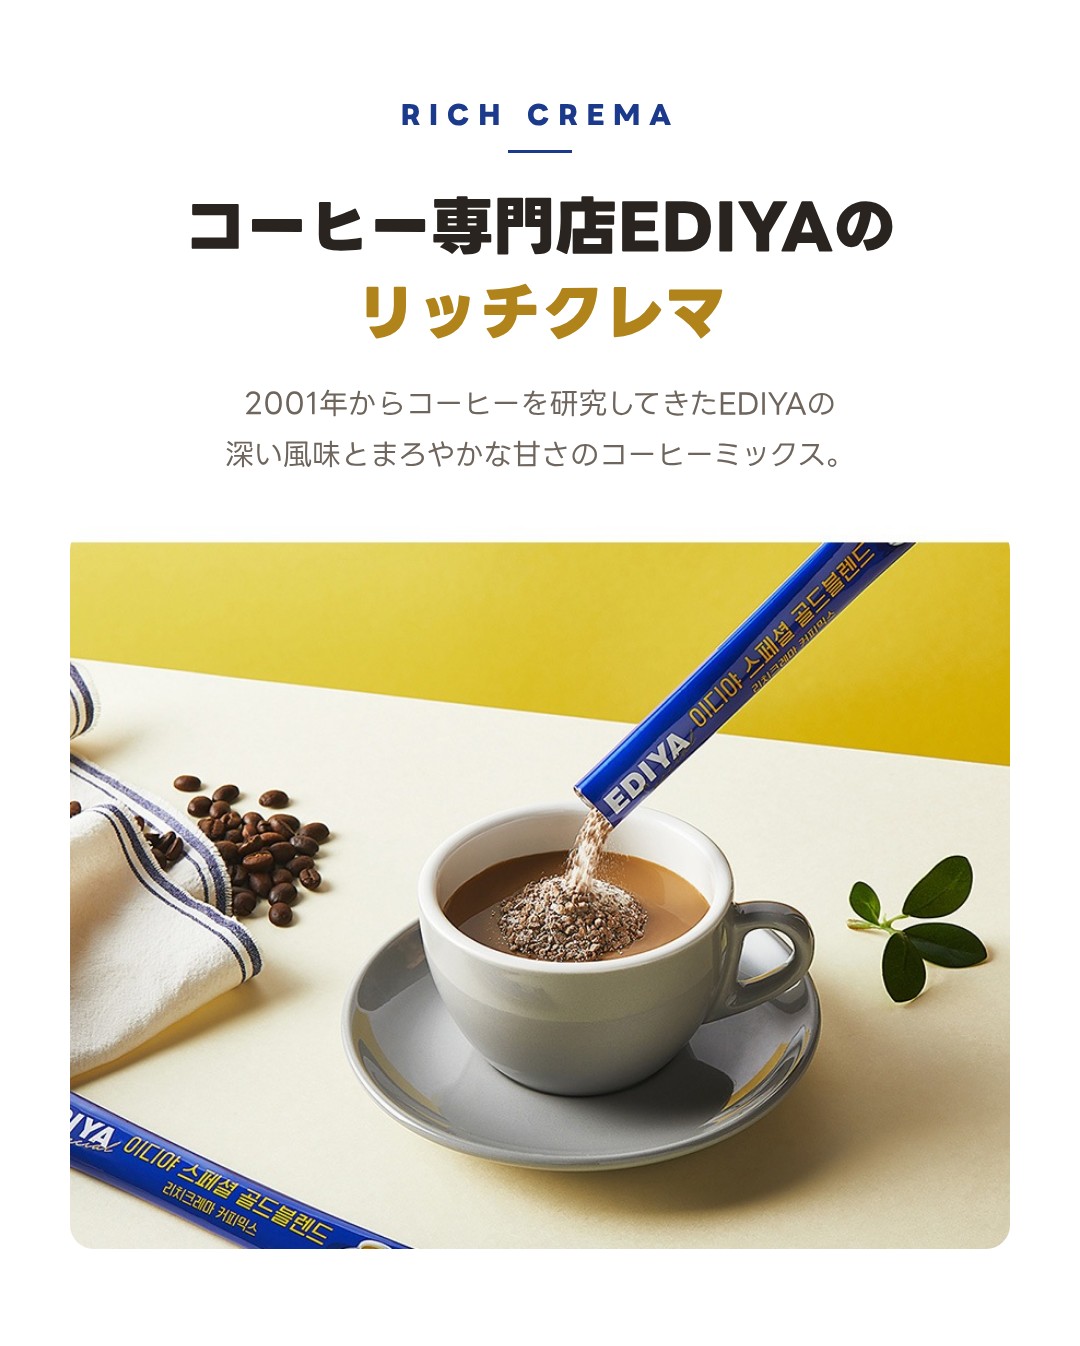 RICH CREMA
コーヒー専門店EDIYAの
リッチクレマ
2001年からコーヒーを研究してきたEDIYAの
深い風味とまろやかな甘さのコーヒーミックス。
EDIYA 이디야 스페셜 골드블렌드
리치크레마 커피믹스
이디야 스페셜 골드블렌드
리치크레마 커피믹스